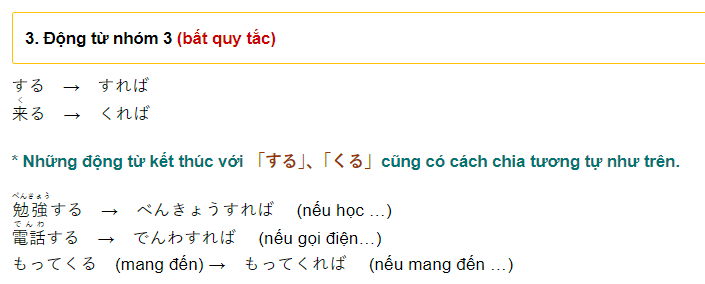 3. Động từ nhóm 3 (bất quy tắc)
する → すれば
く
来る → くれば
* Những động từ kết thúc với 「する」、「くる」 cũng có cách chia tương tự như trên.
べんきょう
勉強する → べんきょうすれば (nếu học …)
でんわ
電話する → でんわすれば (nếu gọi điện…)
もってくる (mang đến) → もってくれば (nếu mang đến …)